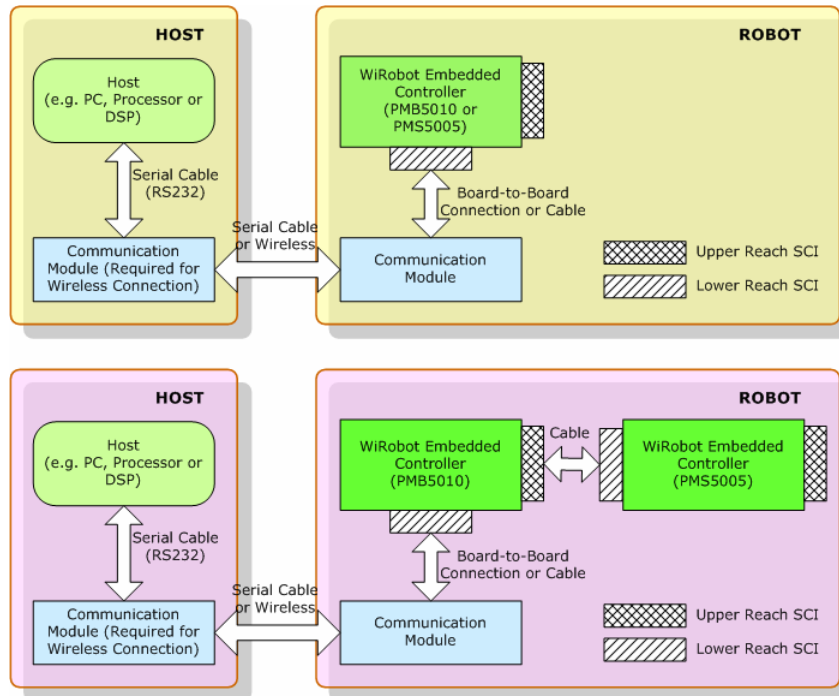 HOST
ROBOT
Host
(e.g. PC, Processor or
DSP)
WiRobot Embedded
Controller
(PMB5010 or
PMS5005)
Serial Cable
(RS232)
Board-to-Board
Connection or Cable
Serial Cable
or Wireless
Communication
Module (Required for
Wireless Connection)
Communication
Module
Upper Reach SCI
Lower Reach SCI
HOST
ROBOT
Host
(e.g. PC, Processor or
DSP)
WiRobot Embedded
Controller
(PMB5010)
Cable
WiRobot Embedded
Controller
(PMS5005)
Serial Cable
(RS232)
Board-to-Board
Connection or Cable
Serial Cable
or Wireless
Communication
Module (Required for
Wireless Connection)
Communication
Module
Upper Reach SCI
Lower Reach SCI